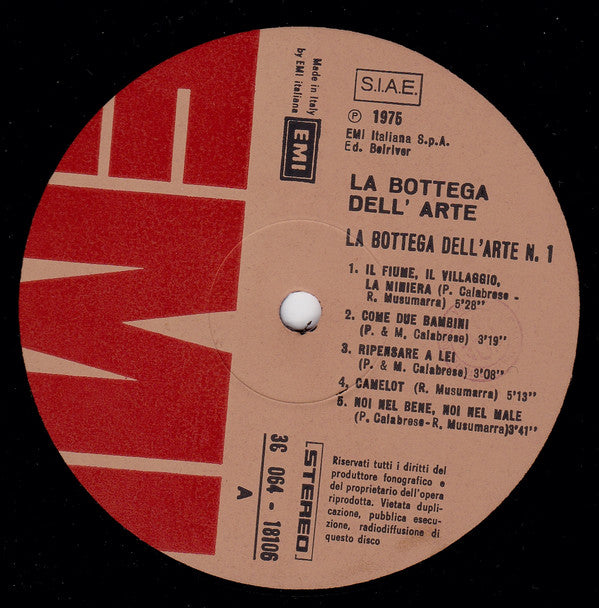 EMI
Made in Italy
by EMI italiana
EMI
S.I.A.E.
℗ 1975
EMI Italiana S.p.A.
Ed. Belriver
LA BOTTEGA
DELL' ARTE
LA BOTTEGA DELL'ARTE N. 1
1. IL FIUME, IL VILLAGGIO,
LA MINIERA (P. Calabrese -
R. Musumarra) 5'28"
2. COME DUE BAMBINI
(P. & M. Calabrese) 3'19"
3. RIPENSARE A LEI
(P. & M. Calabrese) 3'08"
4. CAMELOT (R. Musumarra) 5'13"
5. NOI NEL BENE, NOI NEL MALE
(P. Calabrese-R. Musumarra)3'41"
STEREO
3C 064 - 18106
A
Riservati tutti i diritti del
produttore fonografico e
del proprietario dell'opera
riprodotta. Vietata dupli-
cazione, pubblica esecu-
zione, radiodiffusione di
questo disco